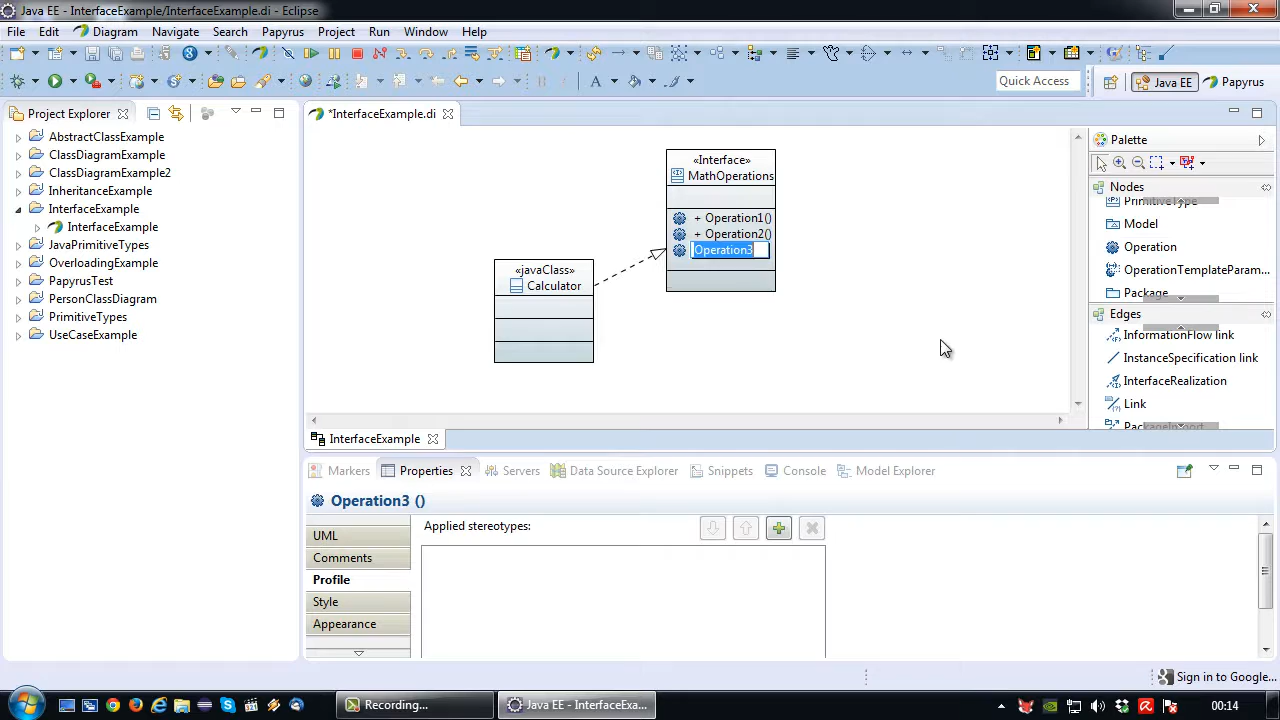 Java EE - InterfaceExample/InterfaceExample.di - Eclipse
File Edit Diagram Navigate Search Papyrus Project Run Window Help
Quick Access
Java EE
Papyrus
Project Explorer
AbstractClassExample
ClassDiagramExample
ClassDiagramExample2
InheritanceExample
InterfaceExample
InterfaceExample
JavaPrimitiveTypes
OverloadingExample
PapyrusTest
PersonClassDiagram
PrimitiveTypes
UseCaseExample
*InterfaceExample.di
«Interface»
MathOperations
+ Operation1()
+ Operation2()
Operation3
«javaClass»
Calculator
Palette
Nodes
PrimitiveType
Model
Operation
OperationTemplateParam...
Package
Edges
InformationFlow link
InstanceSpecification link
InterfaceRealization
Link
PackageImport
InterfaceExample
Markers Properties Servers Data Source Explorer Snippets Console Model Explorer
Operation3 ()
UML
Comments
Profile
Style
Appearance
Applied stereotypes:
Sign in to Google...
Recording...
Java EE - InterfaceExa...
00:14